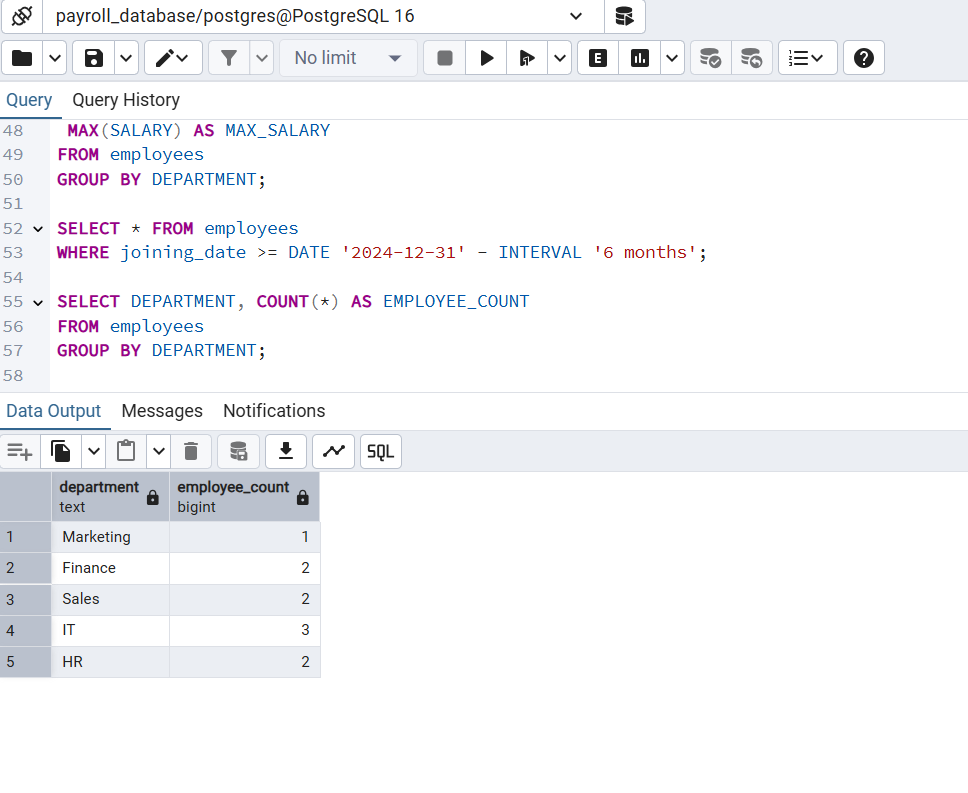 payroll_database/postgres@PostgreSQL 16
No limit
E
Query Query History
48 MAX(SALARY) AS MAX_SALARY
49 FROM employees
50 GROUP BY DEPARTMENT;
51
52 SELECT * FROM employees
53 WHERE joining_date >= DATE '2024-12-31' - INTERVAL '6 months';
54
55 SELECT DEPARTMENT, COUNT(*) AS EMPLOYEE_COUNT
56 FROM employees
57 GROUP BY DEPARTMENT;
58
Data Output Messages Notifications
SQL
department employee_count
text bigint
1 Marketing 1
2 Finance 2
3 Sales 2
4 IT 3
5 HR 2